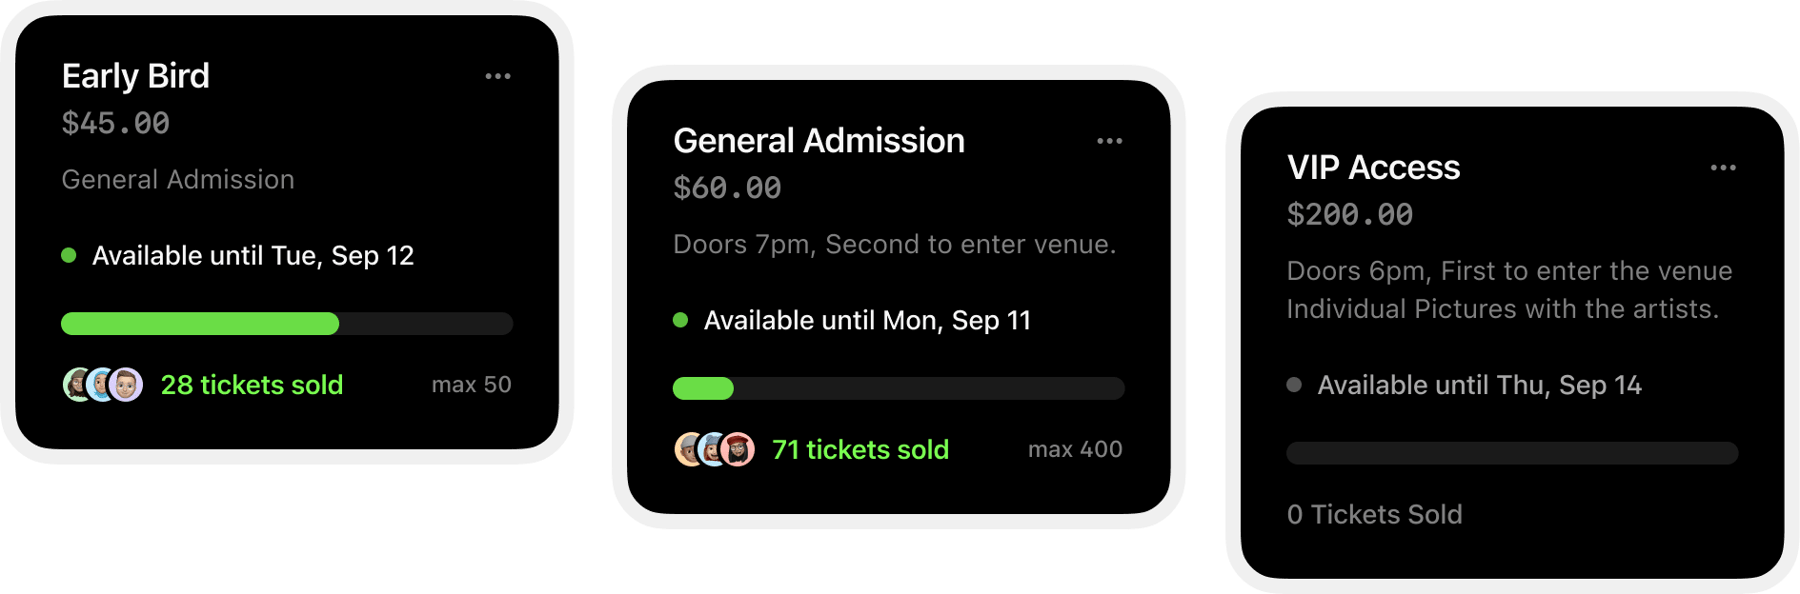 Early Bird
$45.00
General Admission
Available until Tue, Sep 12
28 tickets sold
max 50
General Admission
$60.00
Doors 7pm, Second to enter venue.
Available until Mon, Sep 11
71 tickets sold
max 400
VIP Access
$200.00
Doors 6pm, First to enter the venue
Individual Pictures with the artists.
Available until Thu, Sep 14
0 Tickets Sold